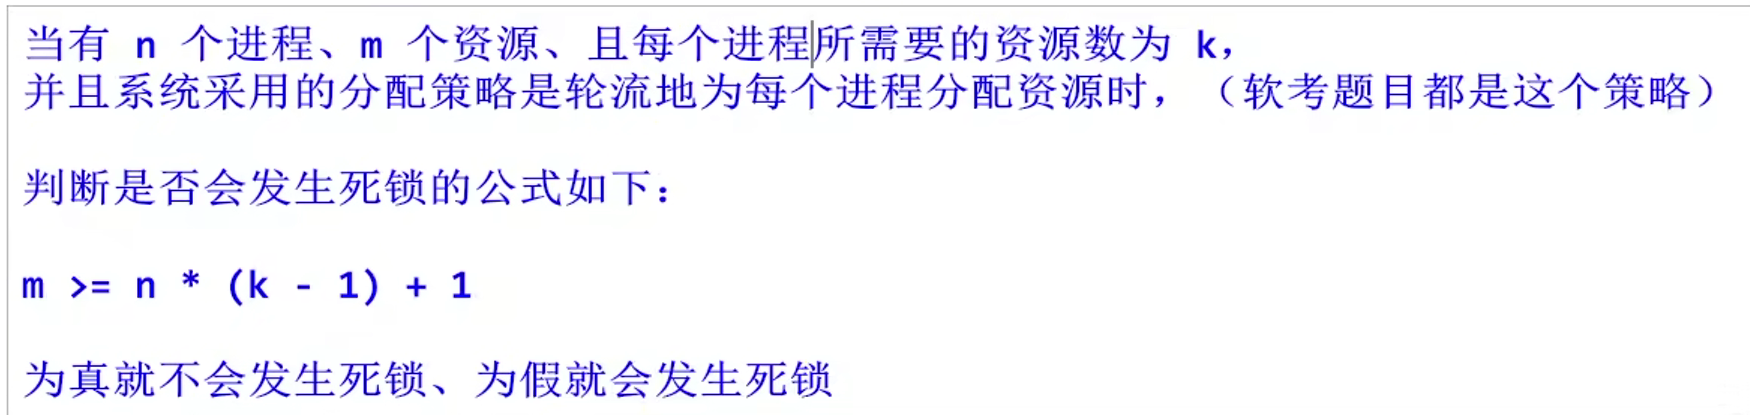 当有 n 个进程、m 个资源、且每个进程所需要的资源数为 k，
并且系统采用的分配策略是轮流地为每个进程分配资源时，（软考题目都是这个策略）
判断是否会发生死锁的公式如下：
m >= n * (k - 1) + 1
为真就不会发生死锁、为假就会发生死锁